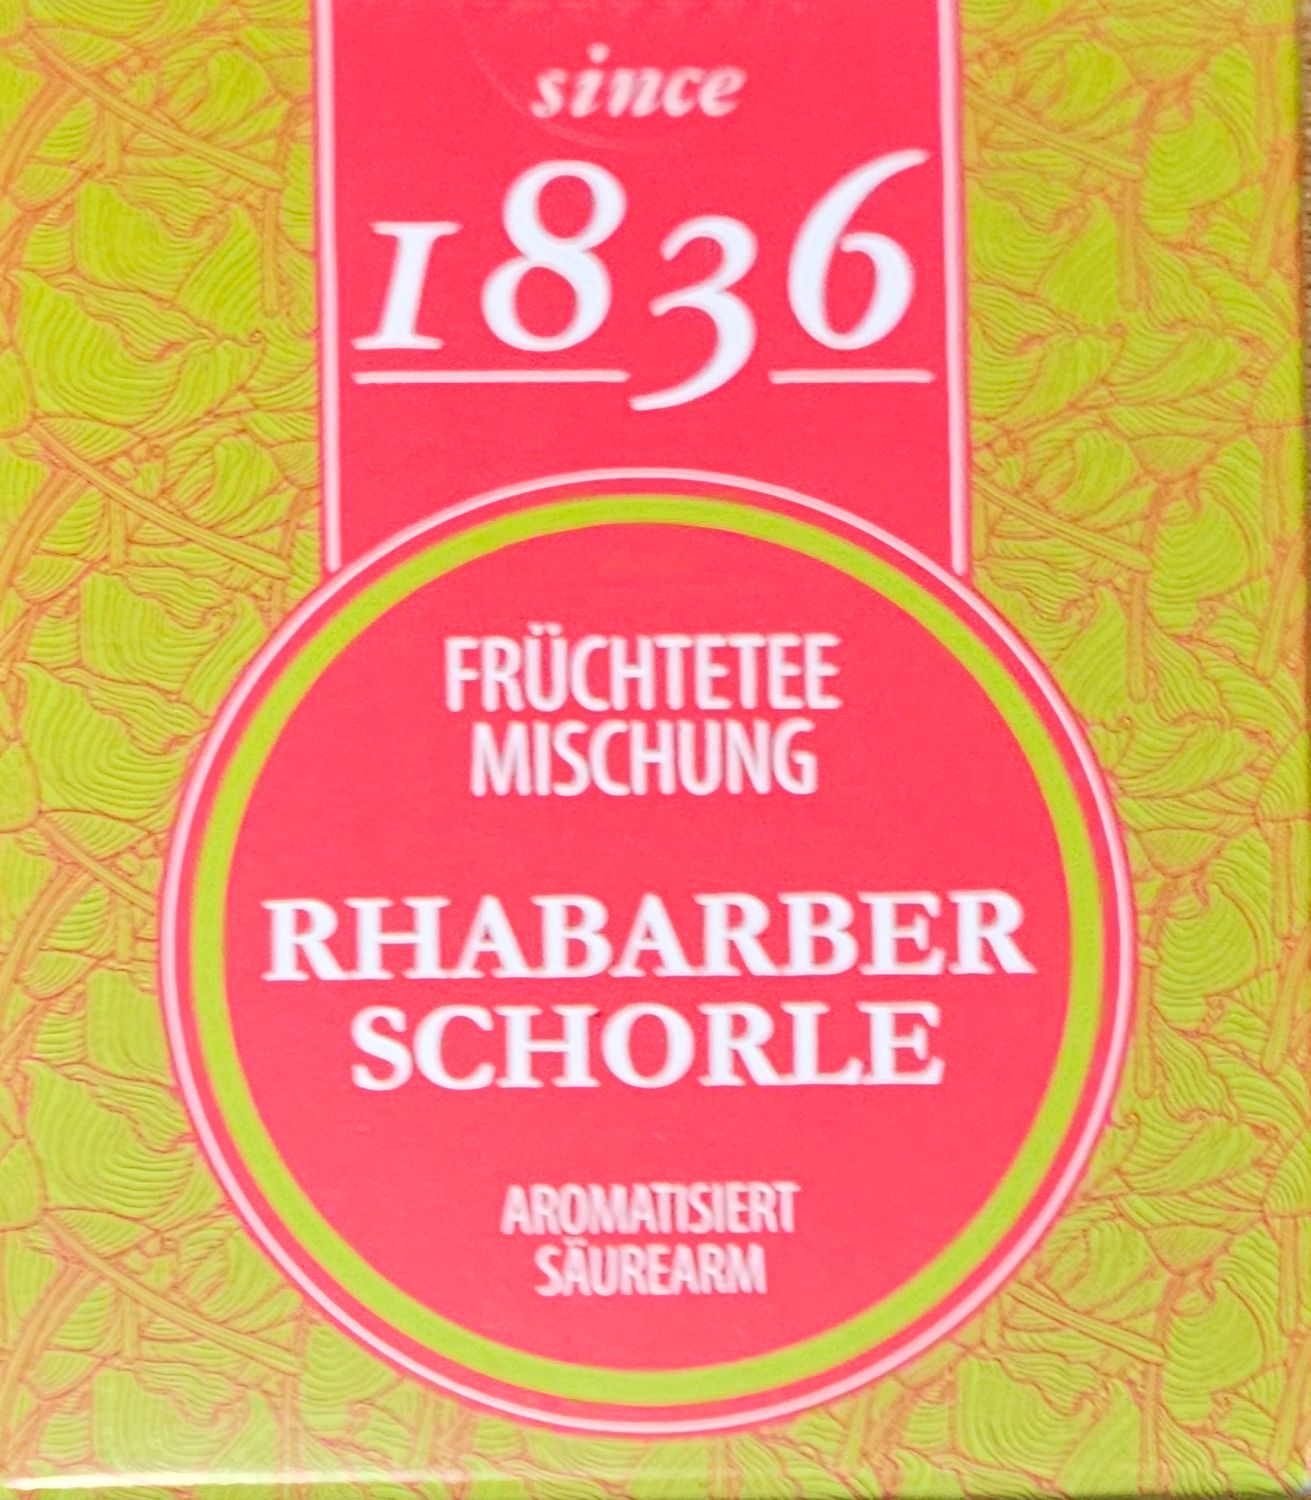 since
1836
FRÜCHTETEE
MISCHUNG
RHABARBER
SCHORLE
AROMATISIERT
SÄUREARM